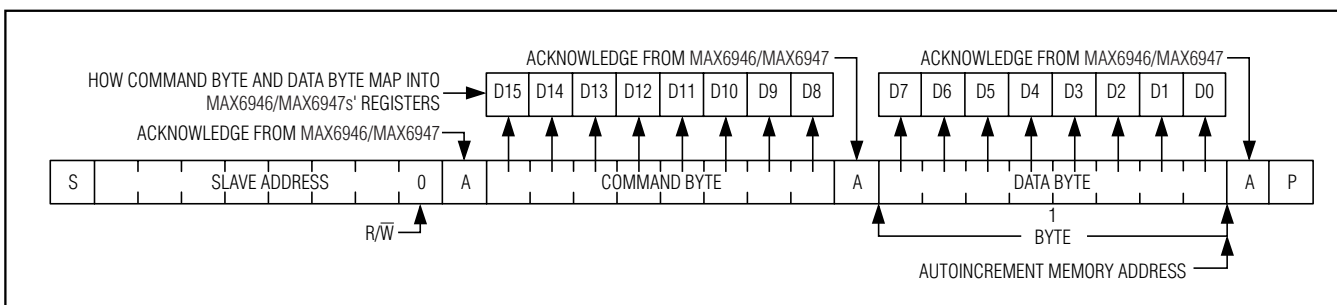 ACKNOWLEDGE FROM MAX6946/MAX6947
ACKNOWLEDGE FROM MAX6946/MAX6947
HOW COMMAND BYTE AND DATA BYTE MAP INTO
MAX6946/MAX6947s' REGISTERS
D15 D14 D13 D12 D11 D10 D9 D8
D7 D6 D5 D4 D3 D2 D1 D0
ACKNOWLEDGE FROM MAX6946/MAX6947
S SLAVE ADDRESS 0 A COMMAND BYTE A DATA BYTE A P
R/W̅
1
BYTE
AUTOINCREMENT MEMORY ADDRESS